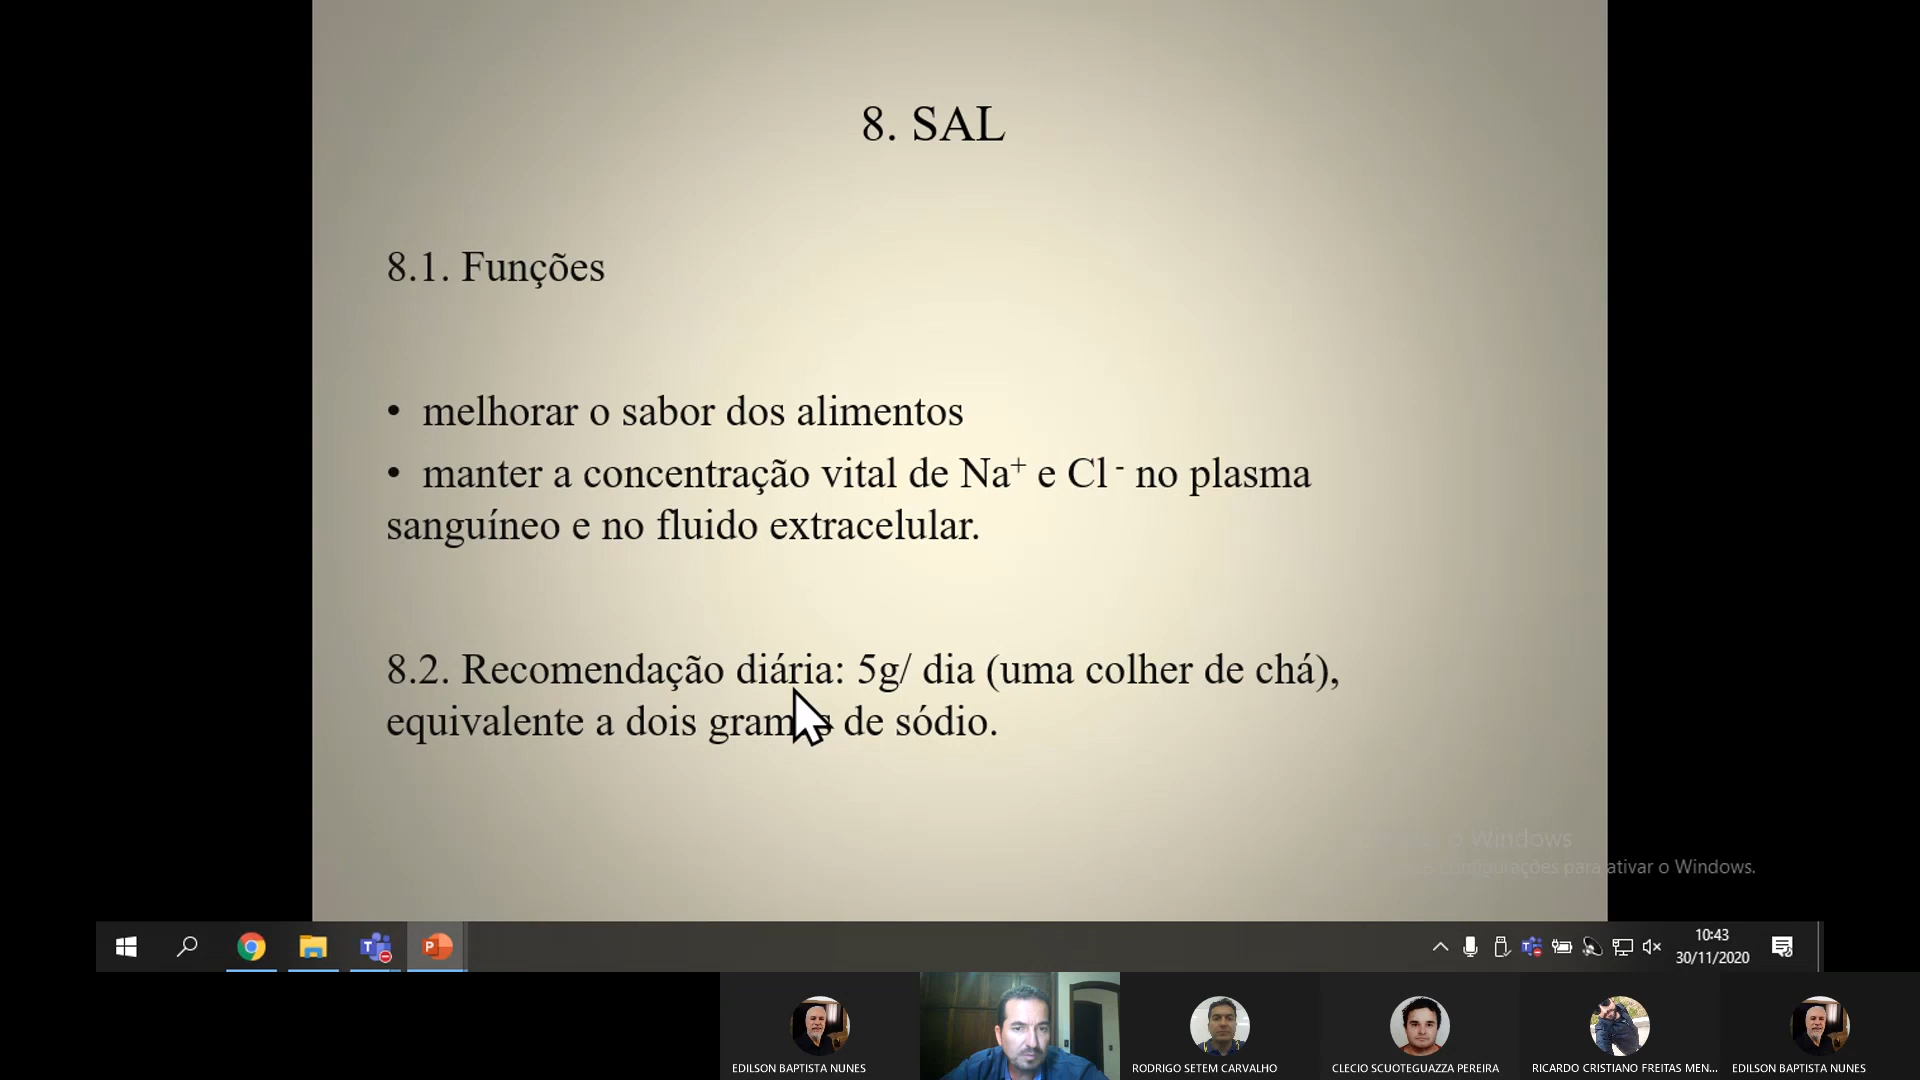 8. SAL
8.1. Funções
• melhorar o sabor dos alimentos
• manter a concentração vital de Na⁺ e Cl⁻ no plasma
sanguíneo e no fluido extracelular.
8.2. Recomendação diária: 5g/ dia (uma colher de chá),
equivalente a dois gramas de sódio.
o Windows
configurações para ativar o Windows.
10:43
30/11/2020
EDILSON BAPTISTA NUNES
RODRIGO SETEM CARVALHO
CLECIO SCUOTEGUAZZA PEREIRA
RICARDO CRISTIANO FREITAS MEN...
EDILSON BAPTISTA NUNES